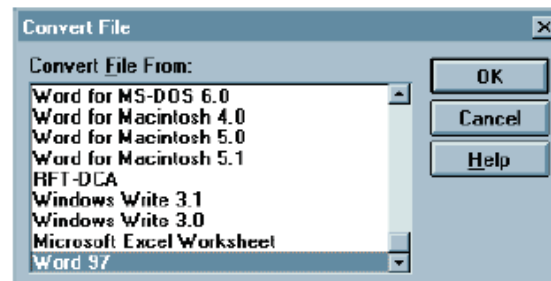 Convert File
Convert File From:
Word for MS-DOS 6.0
Word for Macintosh 4.0
Word for Macintosh 5.0
Word for Macintosh 5.1
RFT-DCA
Windows Write 3.1
Windows Write 3.0
Microsoft Excel Worksheet
Word 97
OK
Cancel
Help